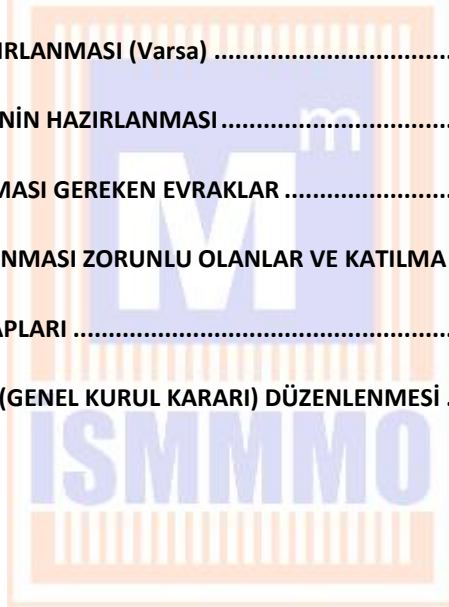 IRLANMASI (Varsa) ........................................
NİN HAZIRLANMASI ........................................
m
M
MASI GEREKEN EVRAKLAR ..............................
NMASI ZORUNLU OLANLAR VE KATILMA
APLARI ........................................................
(GENEL KURUL KARARI) DÜZENLENMESİ .
ISMMMO